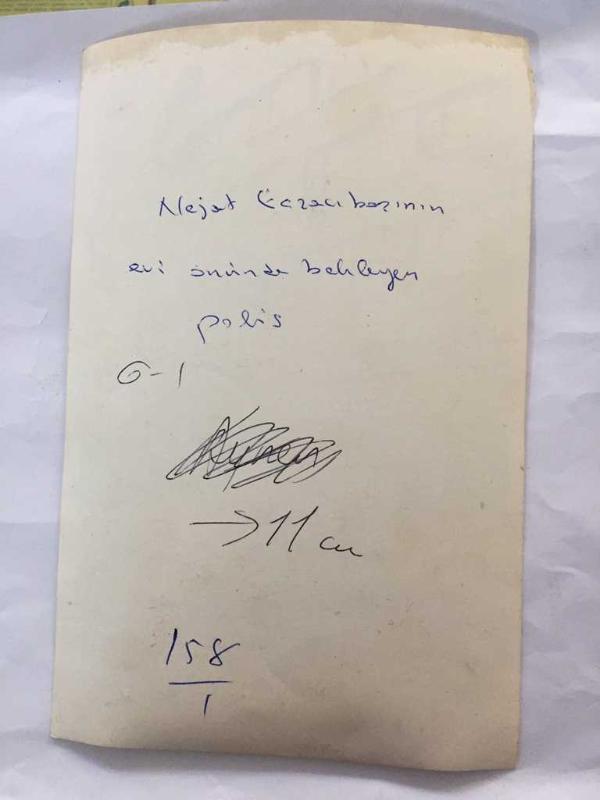 Nejat Eczacıbaşının
evi önünde bekleyen
polis
G-1
→11 cm
158
1